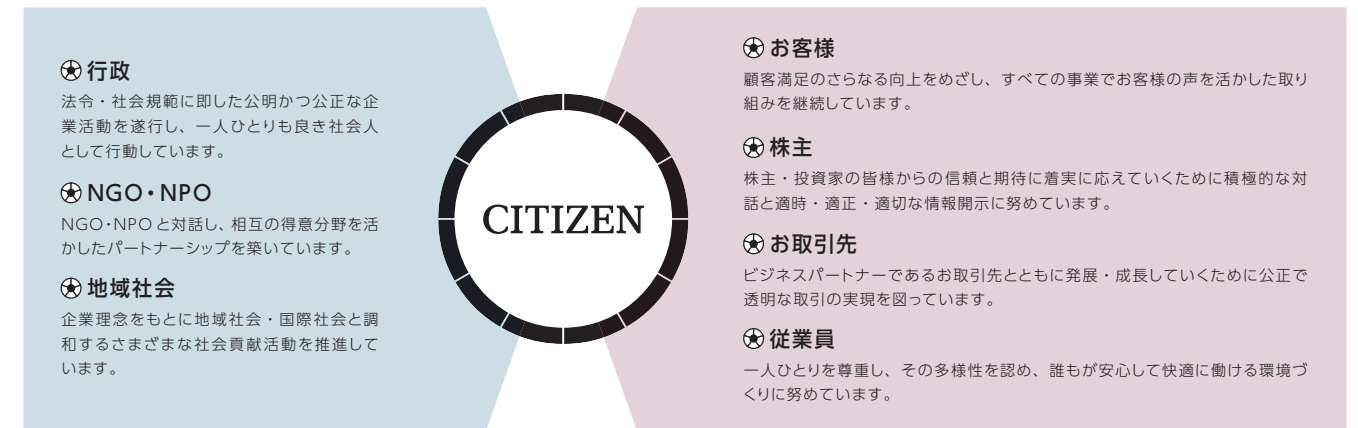 行政
法令・社会規範に即した公明かつ公正な企
業活動を遂行し、一人ひとりも良き社会人
として行動しています。
NGO・NPO
NGO・NPOと対話し、相互の得意分野を活
かしたパートナーシップを築いています。
地域社会
企業理念をもとに地域社会・国際社会と調
和するさまざまな社会貢献活動を推進して
います。
CITIZEN
お客様
顧客満足のさらなる向上をめざし、すべての事業でお客様の声を活かした取り
組みを継続しています。
株主
株主・投資家の皆様からの信頼と期待に着実に応えていくために積極的な対
話と適時・適正・適切な情報開示に努めています。
お取引先
ビジネスパートナーであるお取引先とともに発展・成長していくために公正で
透明な取引の実現を図っています。
従業員
一人ひとりを尊重し、その多様性を認め、誰もが安心して快適に働ける環境づ
くりに努めています。